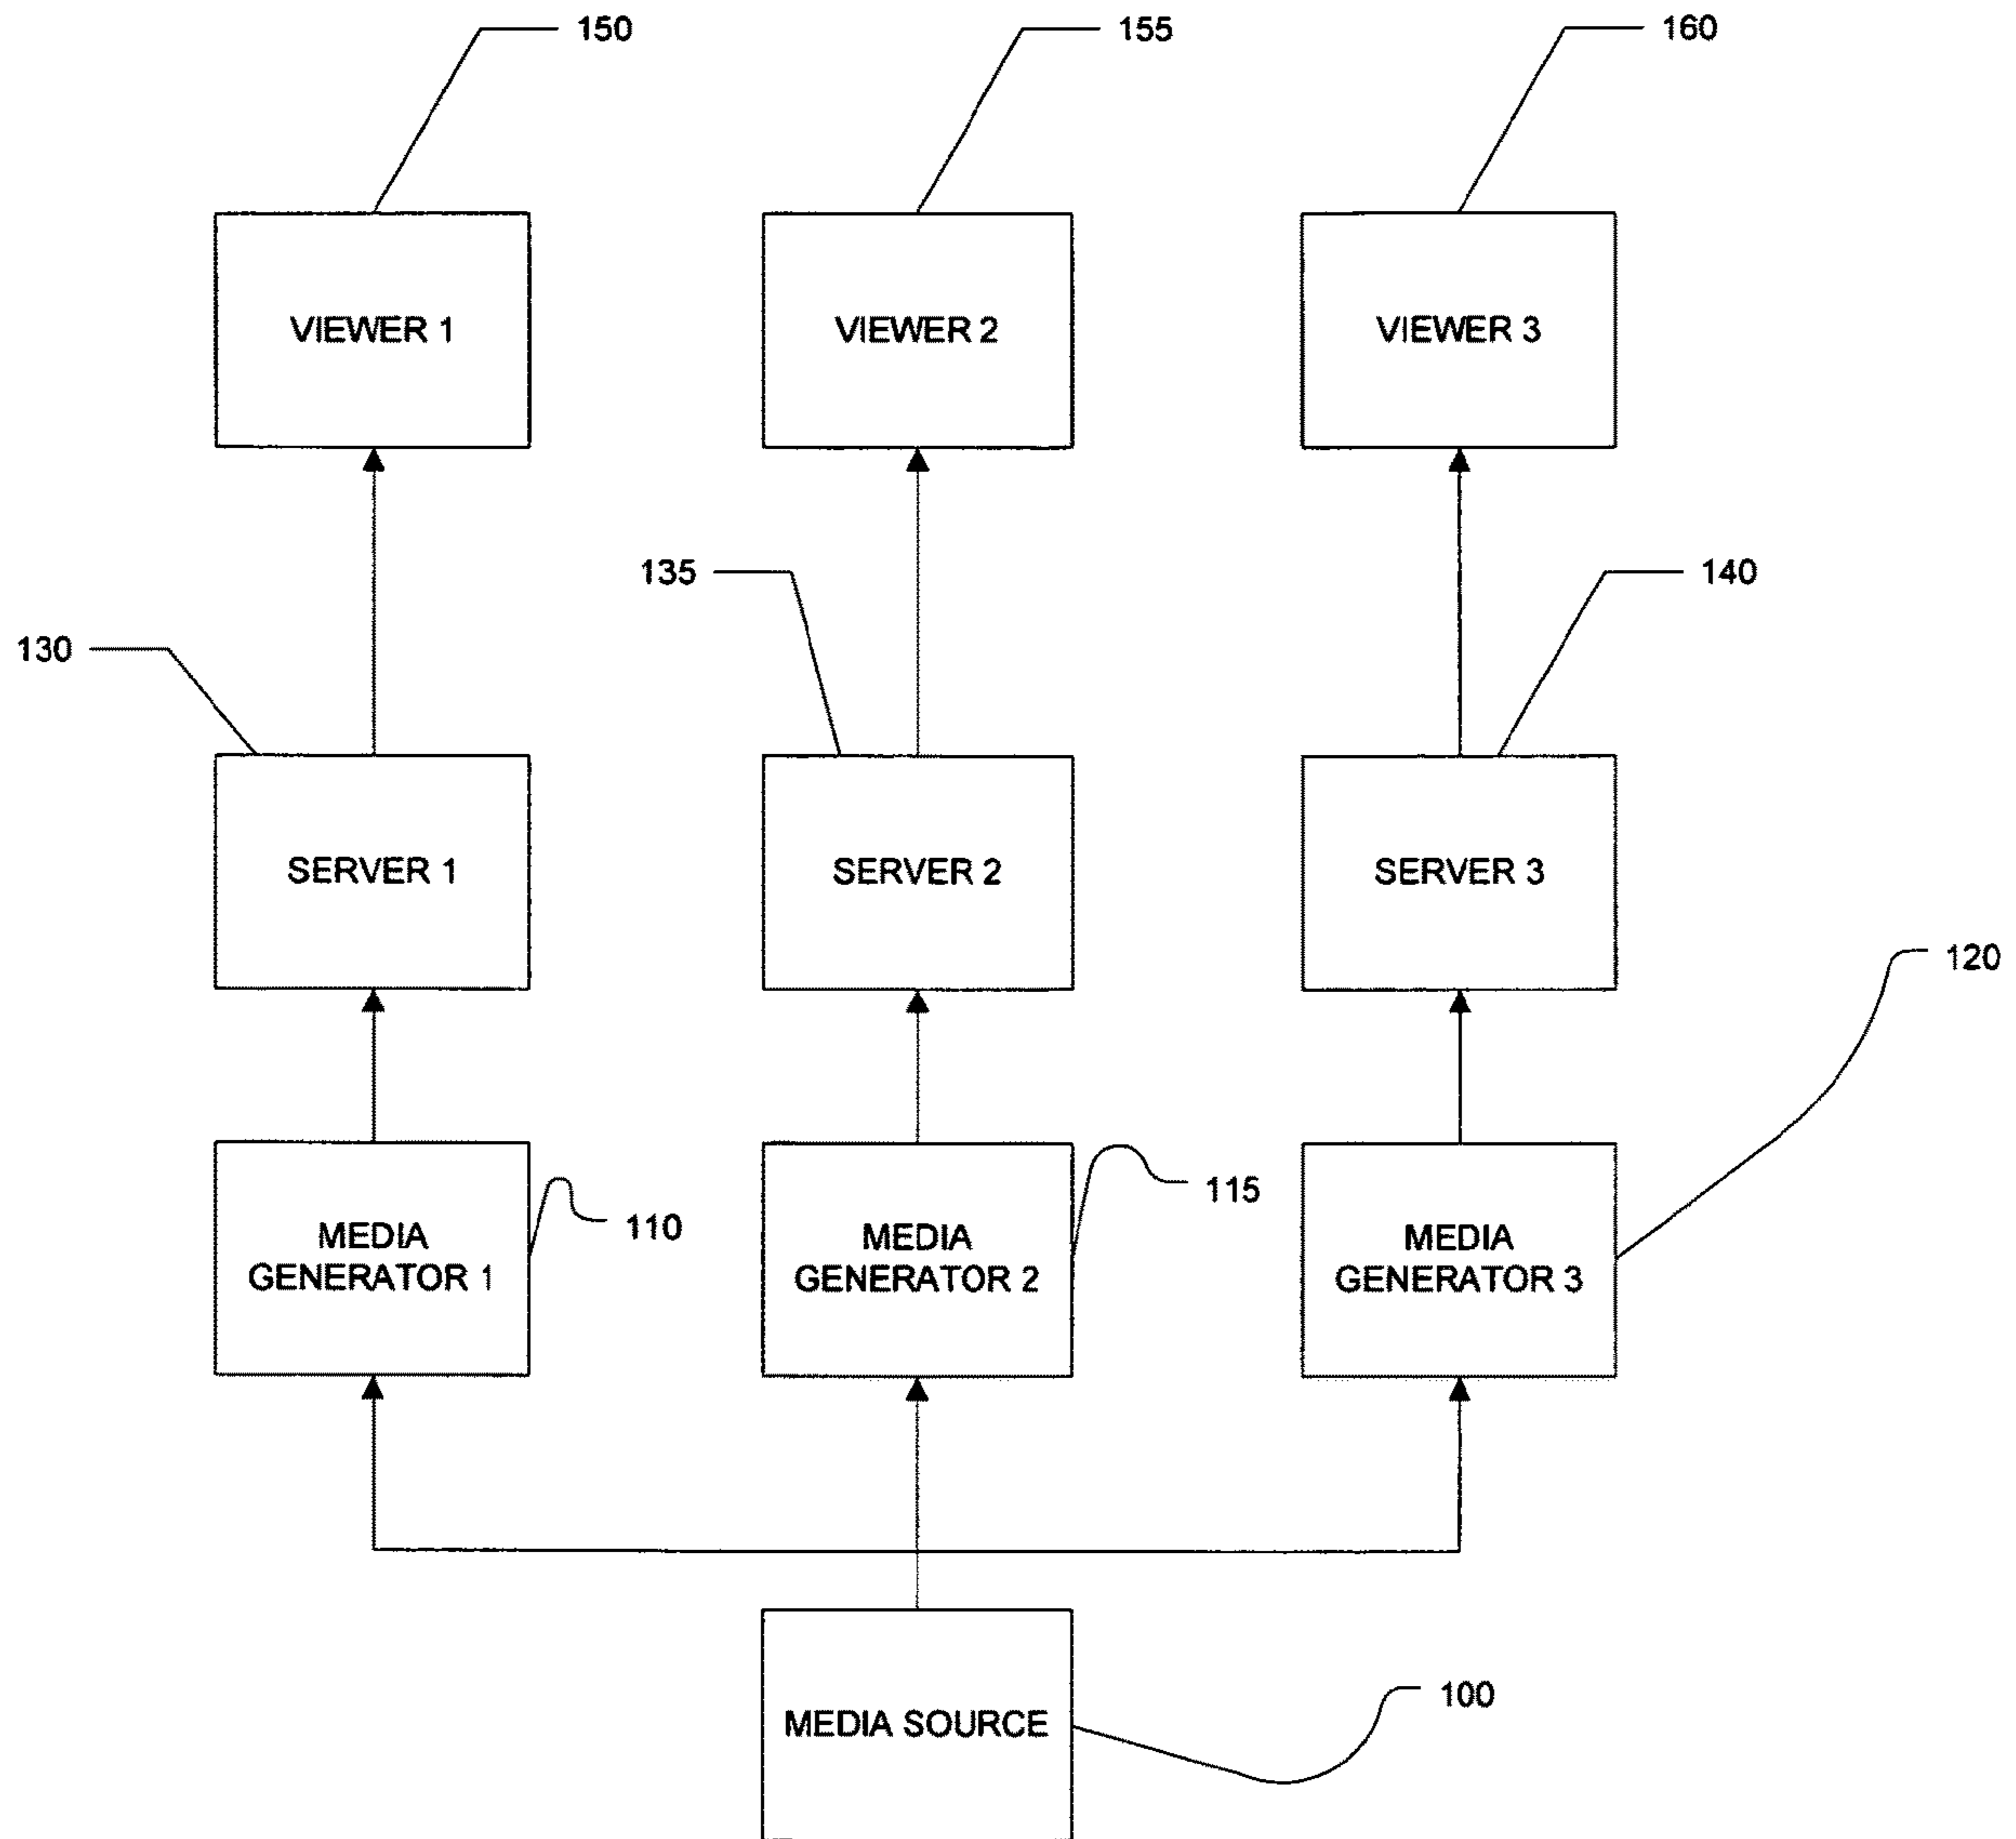 150
155
160
VIEWER 1
VIEWER 2
VIEWER 3
135
140
130
SERVER 1
SERVER 2
SERVER 3
120
MEDIA
GENERATOR 1
110
MEDIA
GENERATOR 2
115
MEDIA
GENERATOR 3
MEDIA SOURCE
100